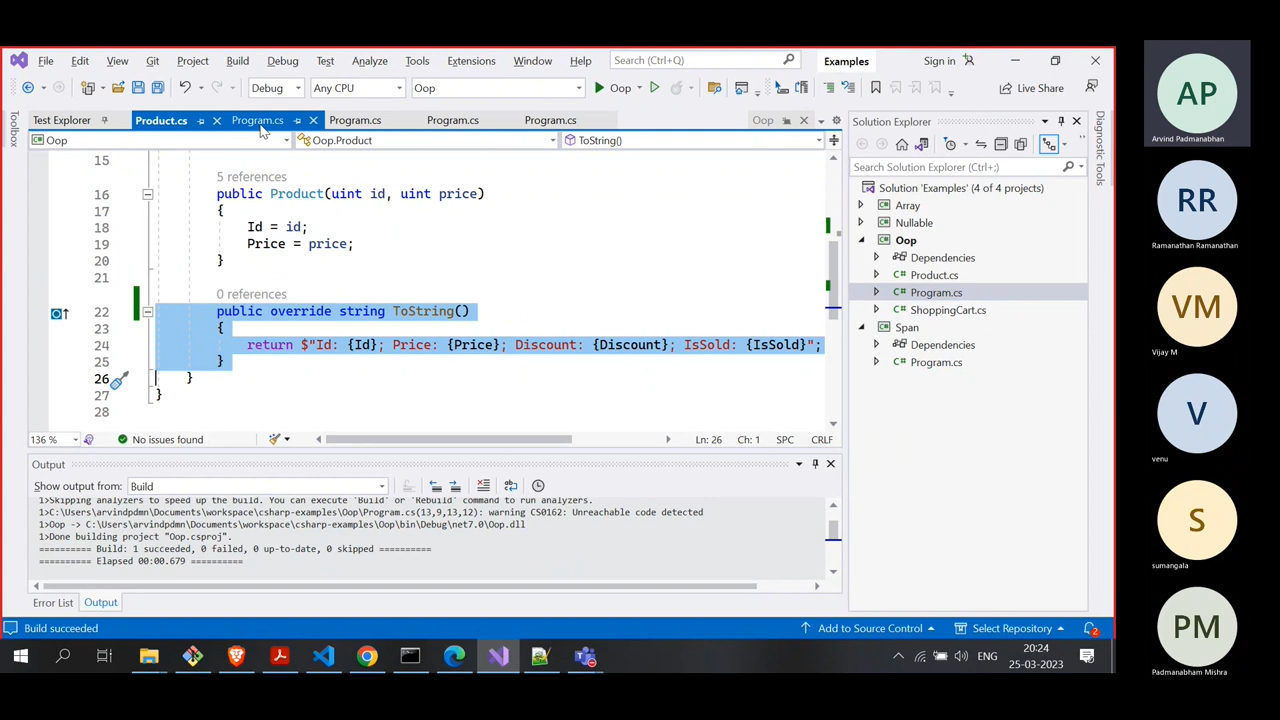 File Edit View Git Project Build Debug Test Analyze Tools Extensions Window Help Search (Ctrl+Q) Examples Sign in
Debug Any CPU Oop Oop Live Share
Test Explorer Product.cs Program.cs Program.cs Program.cs Program.cs Oop
Oop Oop.Product ToString()
Toolbox
15
5 references
16 public Product(uint id, uint price)
17 {
18 Id = id;
19 Price = price;
20 }
21
0 references
22 public override string ToString()
23 {
24 return $"Id: {Id}; Price: {Price}; Discount: {Discount}; IsSold: {IsSold}";
25 }
26 }
27 }
28
136 % No issues found Ln: 26 Ch: 1 SPC CRLF
Output
Show output from: Build
1>Skipping analyzers to speed up the build. You can execute 'Build' or 'Rebuild' command to run analyzers.
1>C:\Users\arvindpdmn\Documents\workspace\csharp-examples\Oop\Program.cs(13,9,13,12): warning CS0162: Unreachable code detected
1>Oop -> C:\Users\arvindpdmn\Documents\workspace\csharp-examples\Oop\bin\Debug\net7.0\Oop.dll
1>Done building project "Oop.csproj".
========== Build: 1 succeeded, 0 failed, 0 up-to-date, 0 skipped ==========
========== Elapsed 00:00.679 ==========
Error List Output
Solution Explorer
Search Solution Explorer (Ctrl+;)
Solution 'Examples' (4 of 4 projects)
Array
Nullable
Oop
Dependencies
C# Product.cs
C# Program.cs
C# ShoppingCart.cs
Span
Dependencies
C# Program.cs
Diagnostic Tools
Build succeeded Add to Source Control Select Repository 2
ENG 20:24
25-03-2023
AP
Arvind Padmanabhan
RR
Ramanathan Ramanathan
VM
Vijay M
V
venu
S
sumangala
PM
Padmanabham Mishra